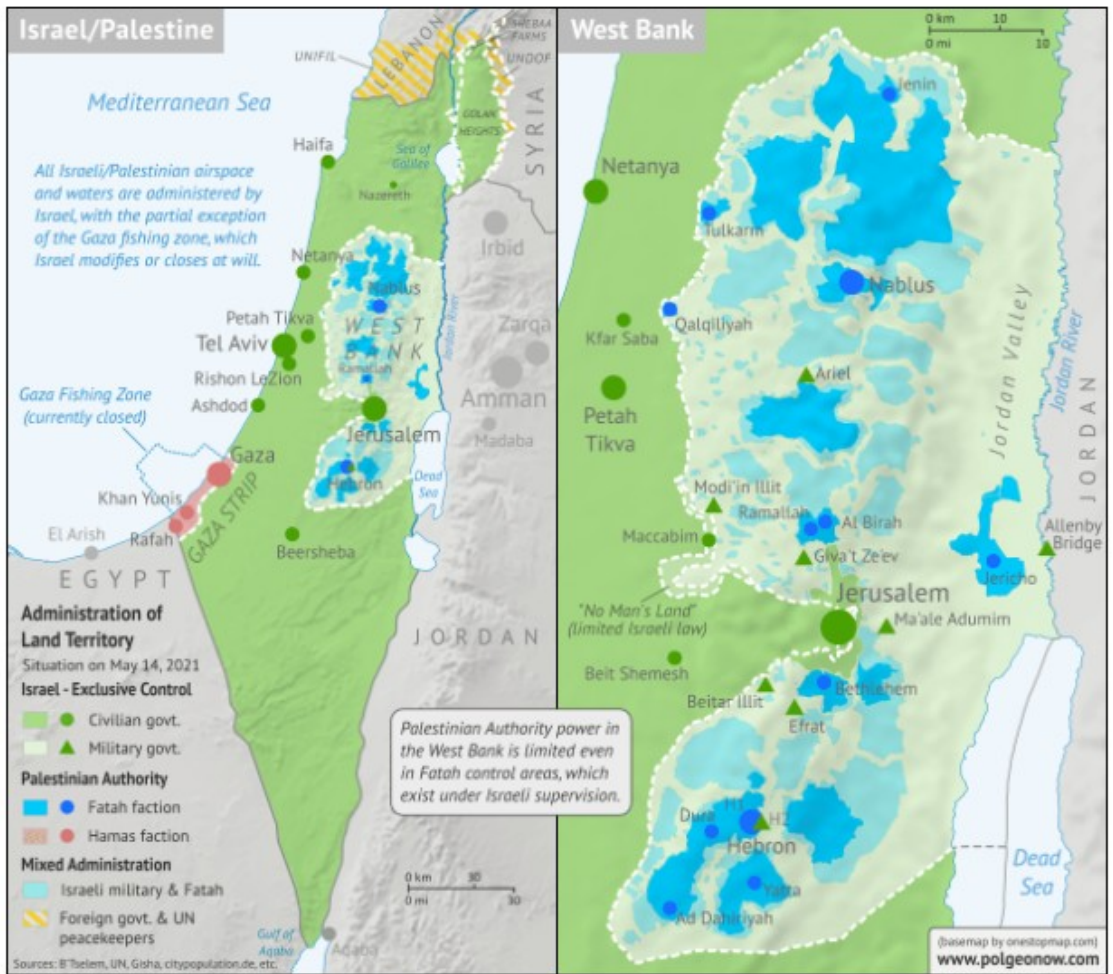 Israel/Palestine
LEBANON
SHEBAA
FARMS
UNIFIL
UNDOF
Mediterranean Sea
GOLAN
HEIGHTS
SYRIA
Haifa
Sea of
Galilee
Nazareth
All Israeli/Palestinian airspace
and waters are administered by
Israel, with the partial exception
of the Gaza fishing zone, which
Israel modifies or closes at will.
Irbid
Netanya
Nablus
Jordan River
Petah Tikva
WEST
BANK
Zarqa
Tel Aviv
Ramallah
Rishon LeZion
Amman
Gaza Fishing Zone
(currently closed)
Ashdod
Jerusalem
Madaba
Gaza
Hebron
Dead
Sea
Khan Yunis
GAZA STRIP
El Arish
Rafah
Beersheba
EGYPT
JORDAN
Administration of
Land Territory
Situation on May 14, 2021
Israel - Exclusive Control
Civilian govt.
Military govt.
Palestinian Authority
Fatah faction
Hamas faction
Mixed Administration
Israeli military & Fatah
Foreign govt. & UN
peacekeepers
Palestinian Authority power in
the West Bank is limited even
in Fatah control areas, which
exist under Israeli supervision.
0 km 30
0 mi 30
Gulf of
Aqaba
Aqaba
Sources: B'Tselem, UN, Gisha, citypopulation.de, etc.
West Bank
0 km 10
0 mi 10
Jenin
Netanya
Tulkarm
Nablus
Qalqiliyah
Kfar Saba
Jordan Valley
Jordan River
Ariel
Petah
Tikva
JORDAN
Modi'in Illit
Ramallah
Al Birah
Maccabim
Giva't Ze'ev
Allenby
Bridge
Jericho
Jerusalem
"No Man's Land"
(limited Israeli law)
Ma'ale Adumim
Beit Shemesh
Bethlehem
Beitar Illit
Efrat
Dura
H1
H2
Hebron
Yatta
Ad Dahiriyah
Dead
Sea
(basemap by onestopmap.com)
www.polgeonow.com